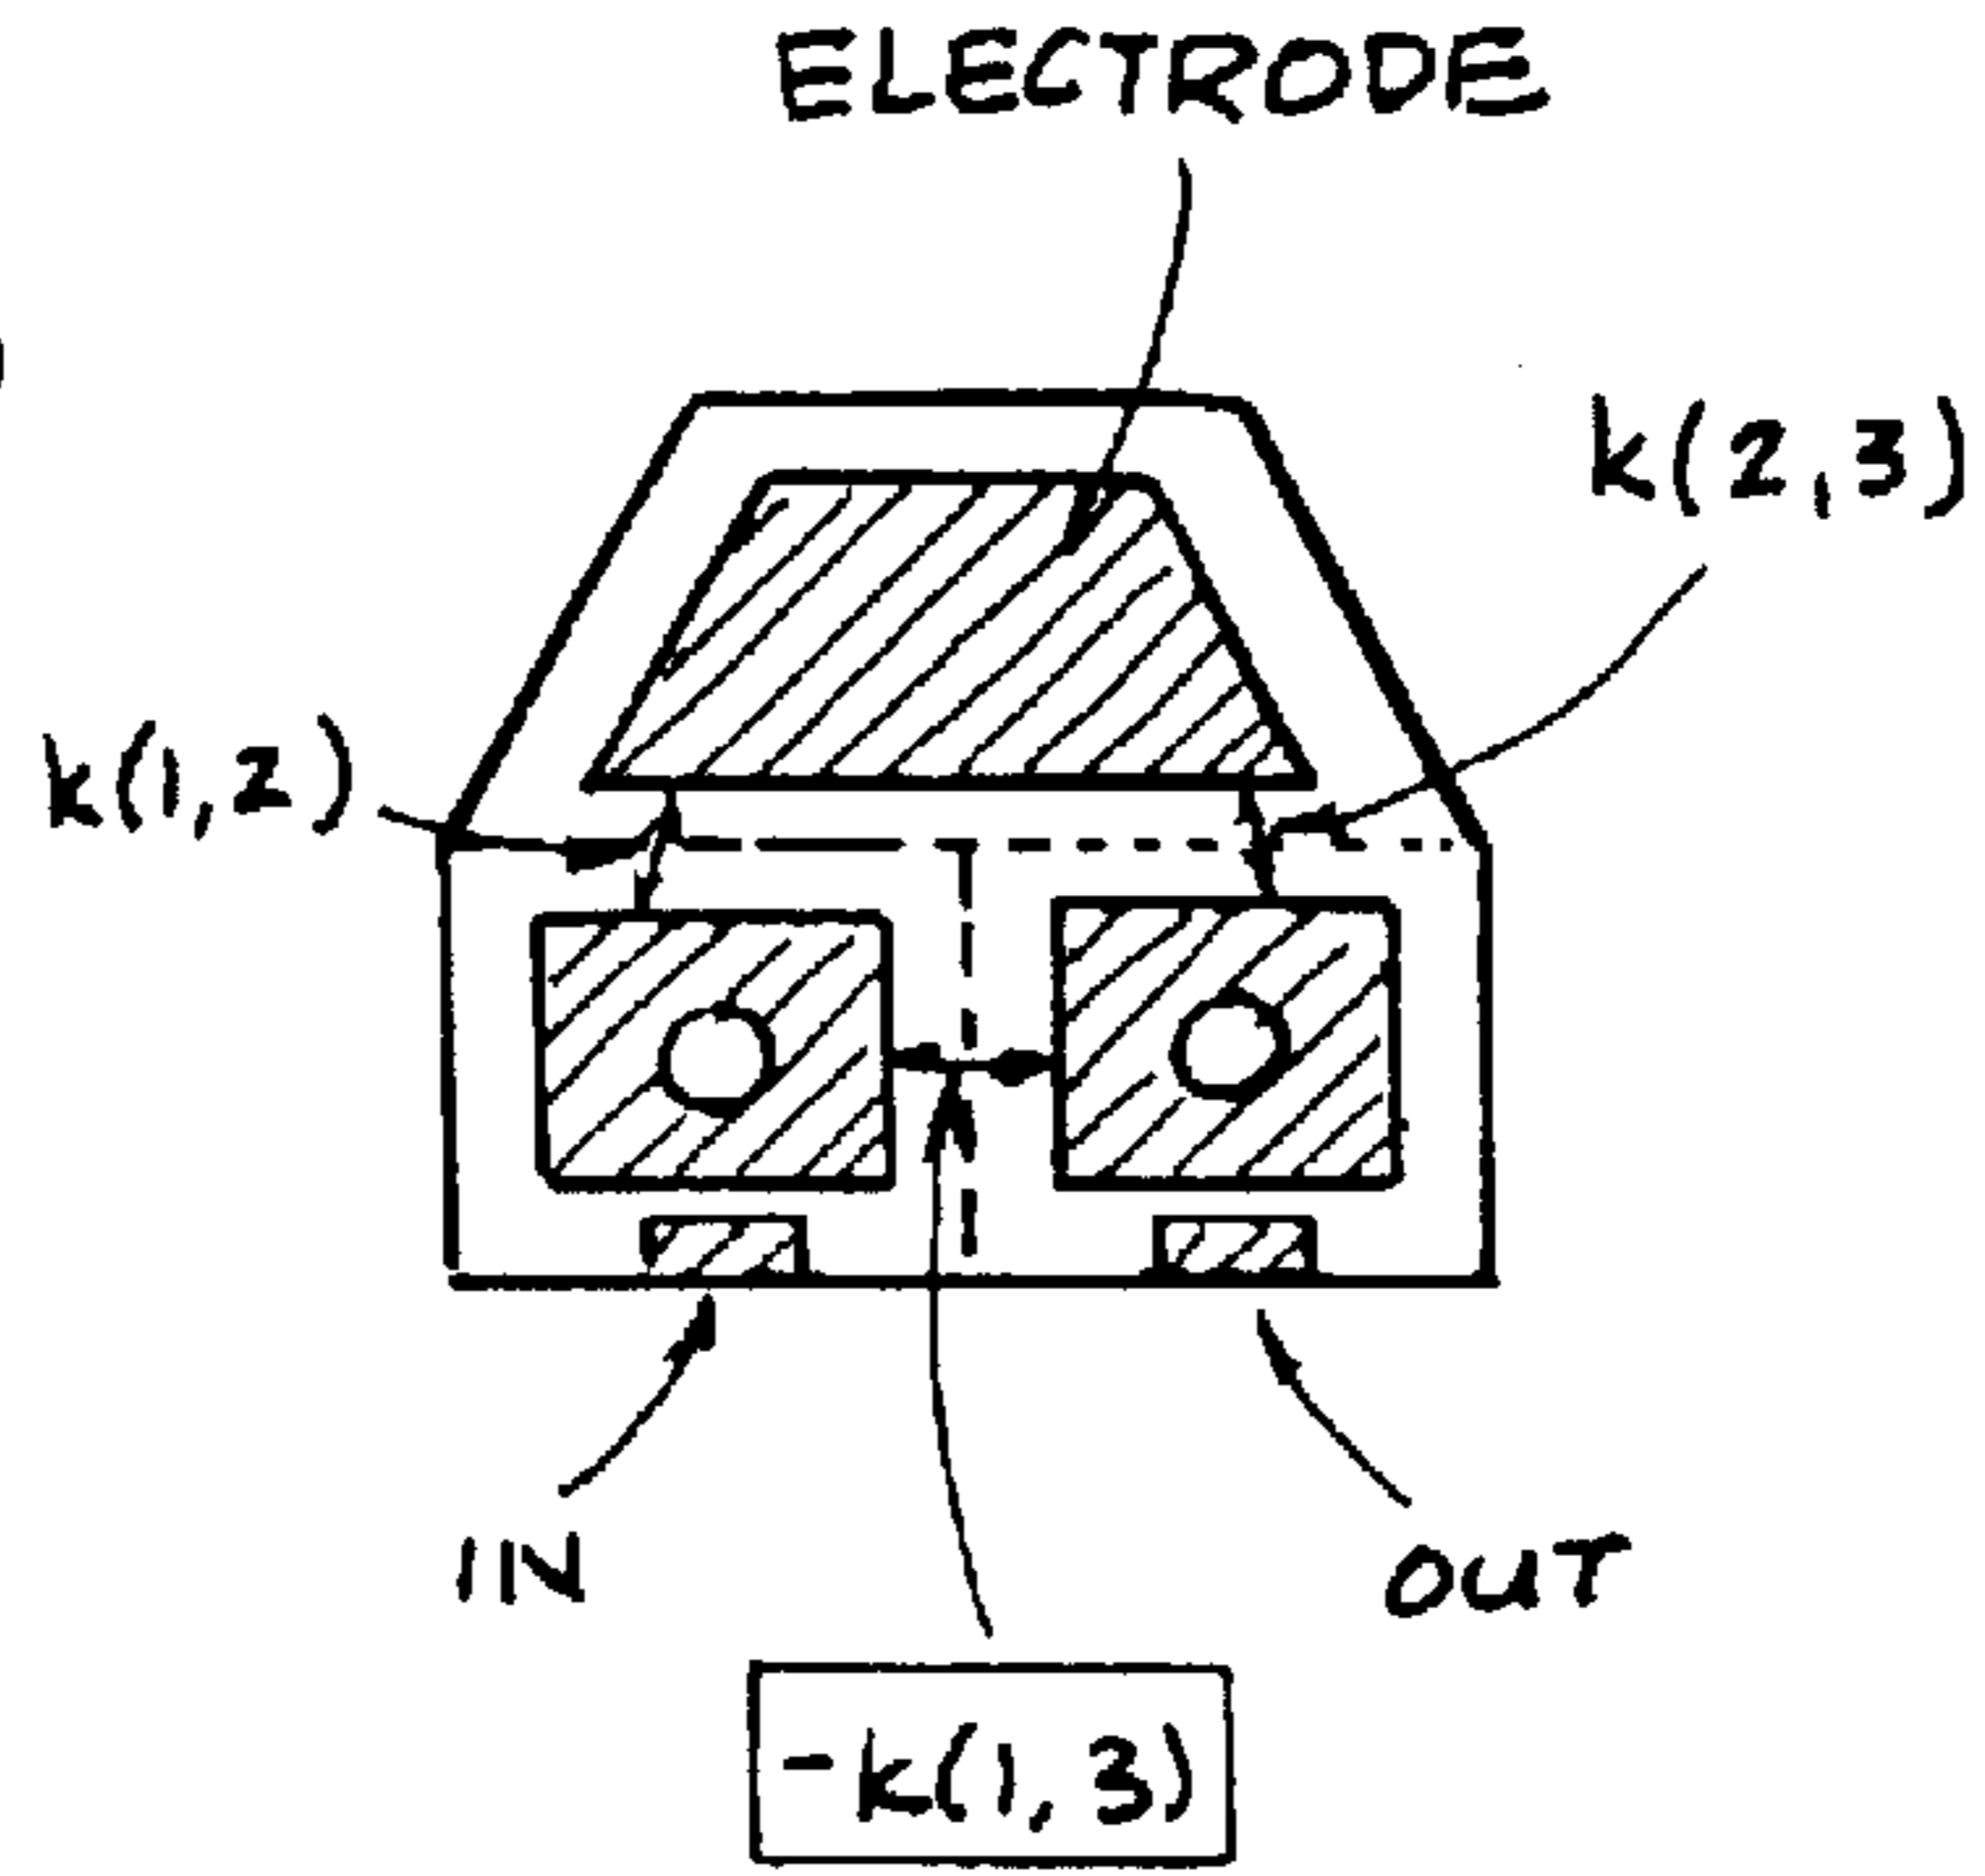 ELECTRODE
k(2,3)
k(1,2)
IN
OUT
-k(1,3)